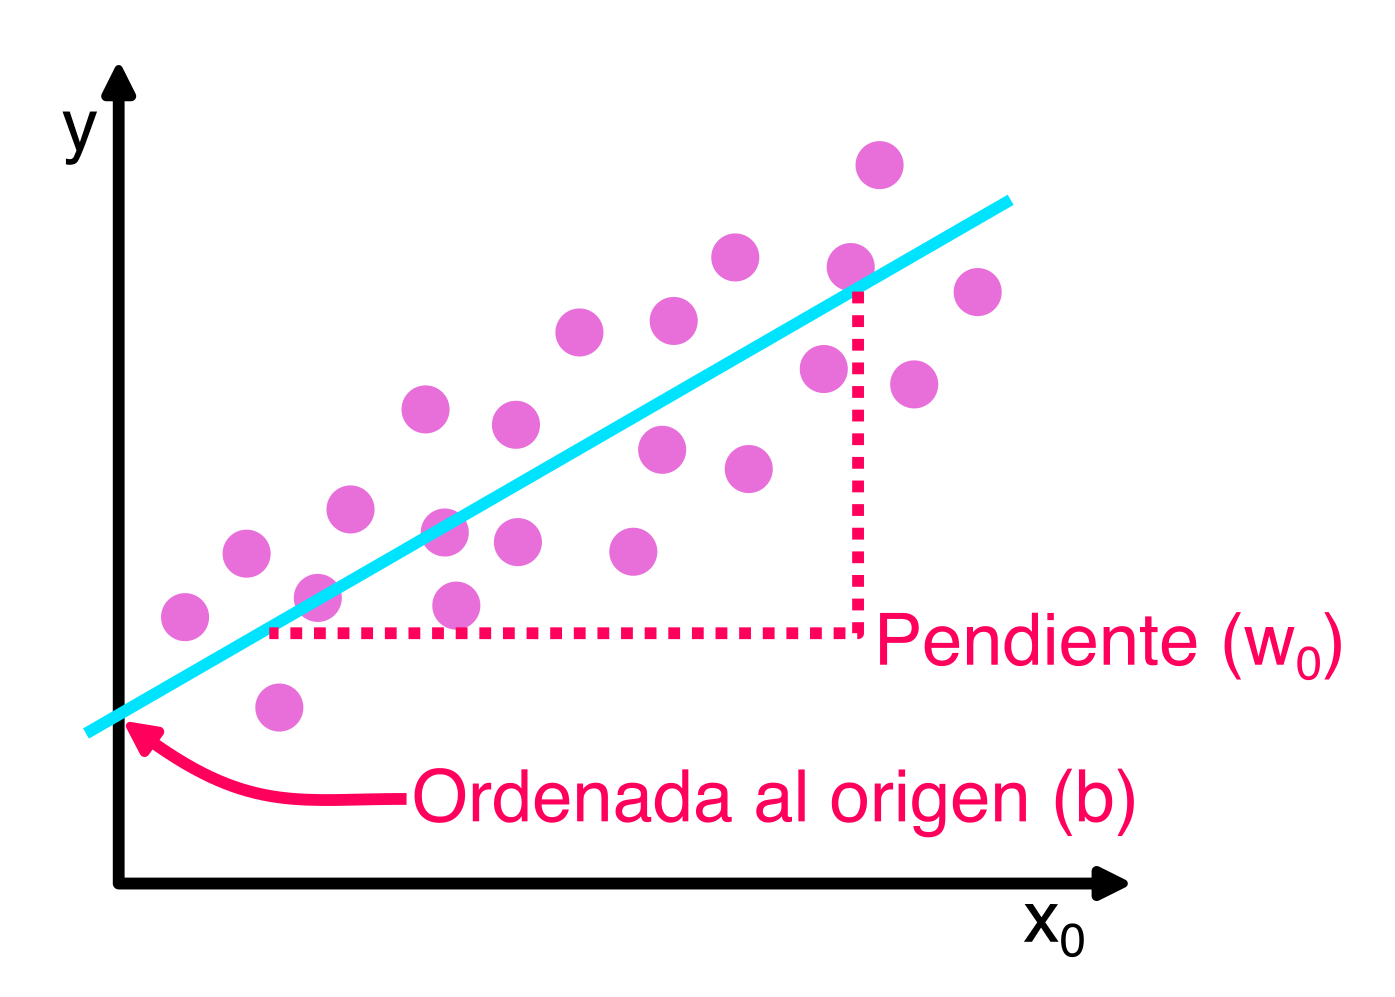 y
Pendiente (w₀)
Ordenada al origen (b)
x₀